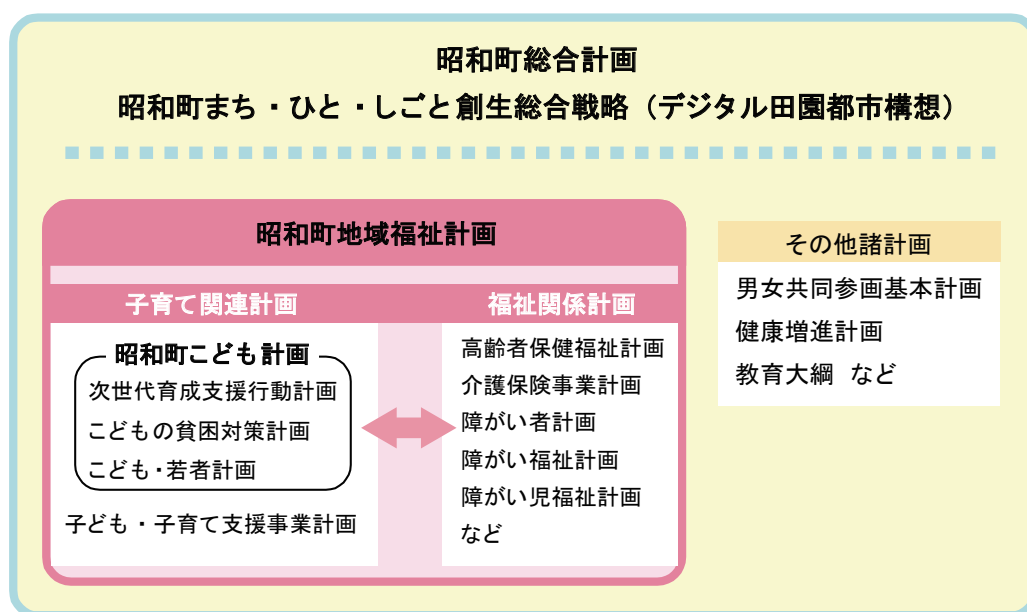 昭和町総合計画
昭和町まち・ひと・しごと創生総合戦略（デジタル田園都市構想）
昭和町地域福祉計画
子育て関連計画
昭和町こども計画
次世代育成支援行動計画
こどもの貧困対策計画
こども・若者計画
子ども・子育て支援事業計画
福祉関係計画
高齢者保健福祉計画
介護保険事業計画
障がい者計画
障がい福祉計画
障がい児福祉計画
など
その他諸計画
男女共同参画基本計画
健康増進計画
教育大綱 など